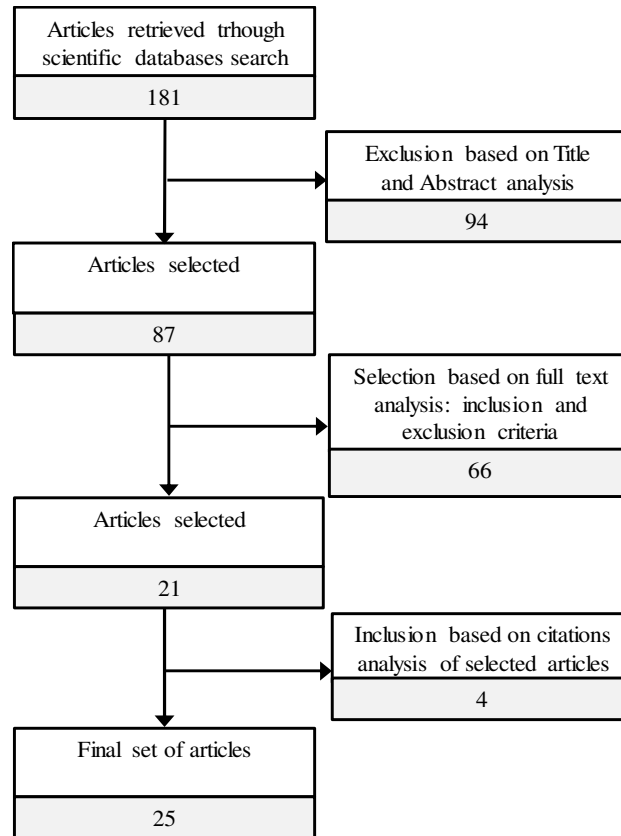 Articles retrieved trhough
scientific databases search
181
Exclusion based on Title
and Abstract analysis
94
Articles selected
87
Selection based on full text
analysis: inclusion and
exclusion criteria
66
Articles selected
21
Inclusion based on citations
analysis of selected articles
4
Final set of articles
25